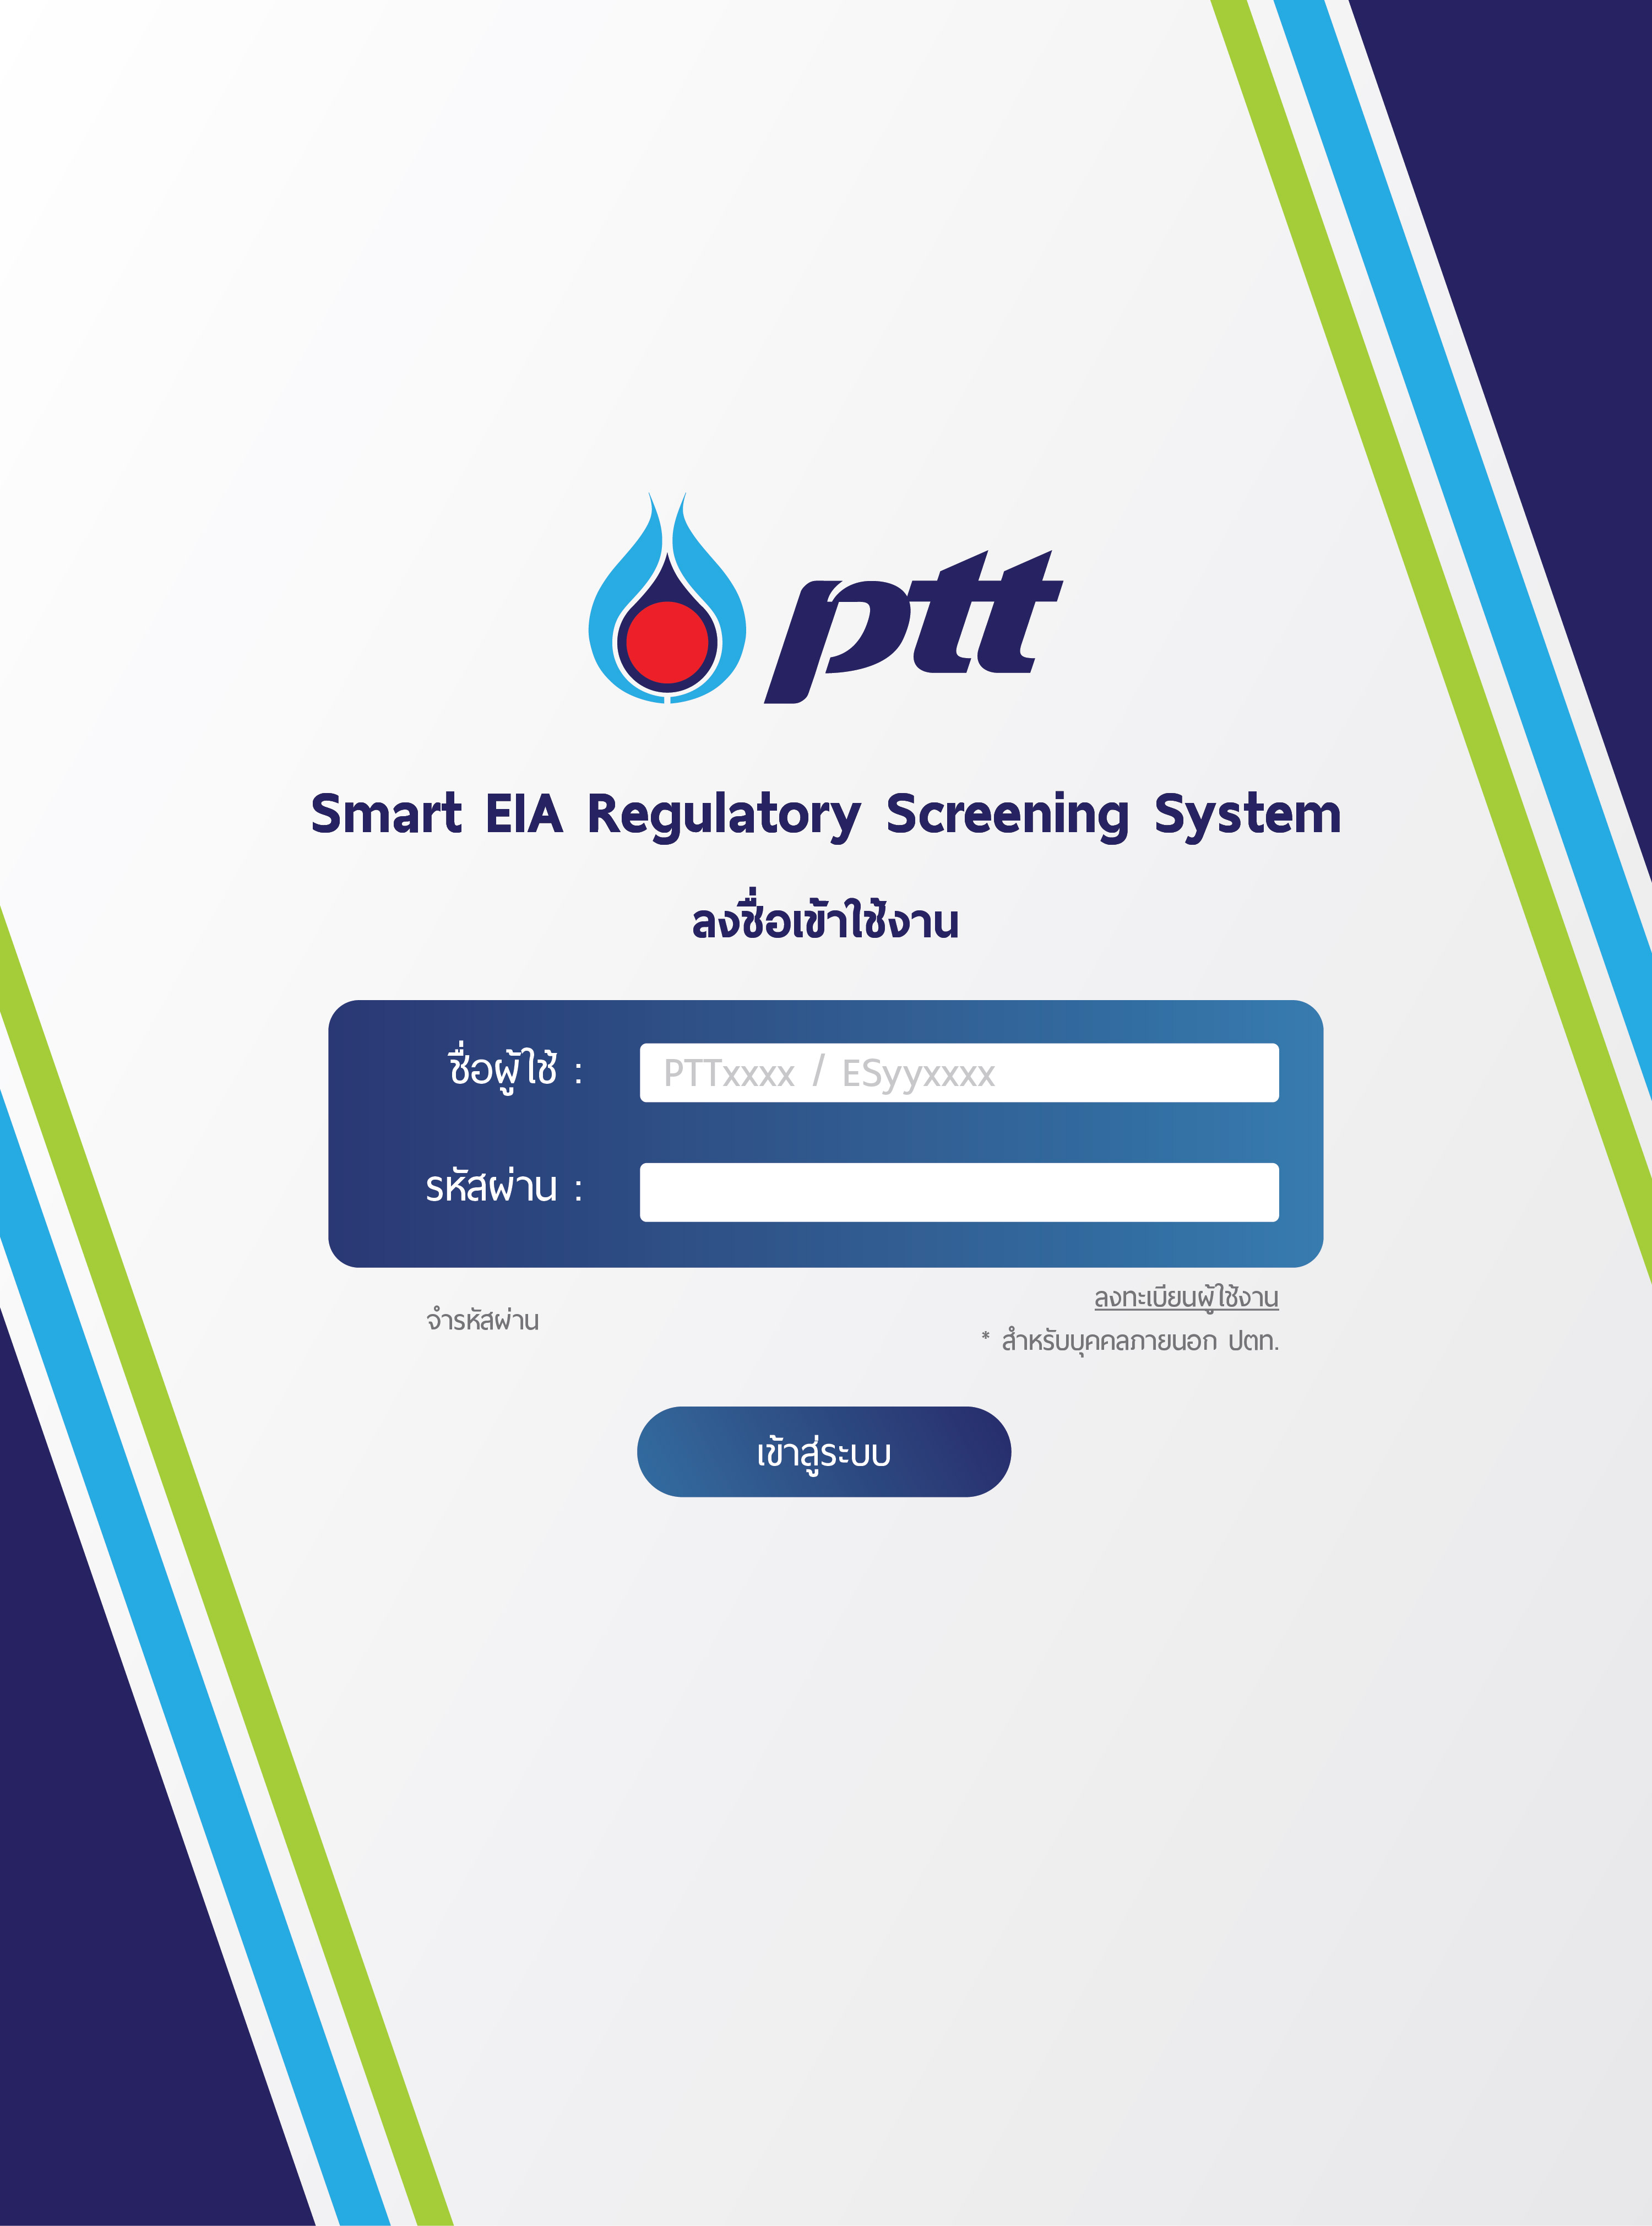 ptt
Smart EIA Regulatory Screening System
ลงชื่อเข้าใช้งาน
ชื่อผู้ใช้ :
PTTxxxx / ESyyxxxx
รหัสผ่าน :
จำรหัสผ่าน
ลงทะเบียนผู้ใช้งาน
* สำหรับบุคคลภายนอก ปตท.
เข้าสู่ระบบ